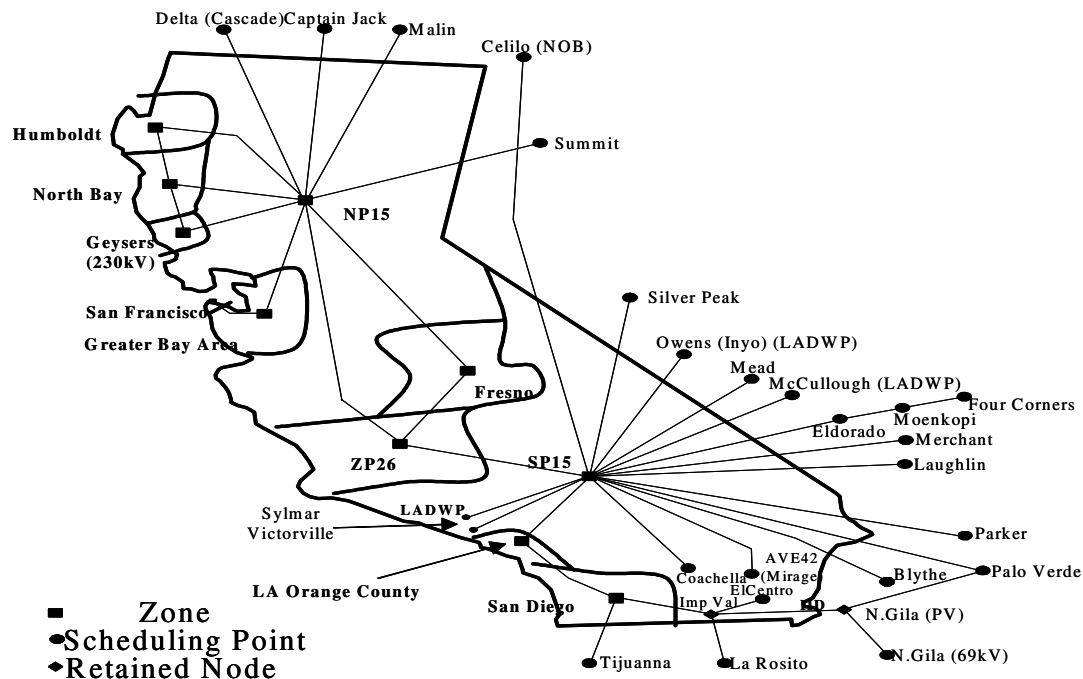 Delta (Cascade)
Captain Jack
Malin
Celilo (NOB)
Humboldt
Summit
North Bay
NP15
Geysers
(230kV)
Silver Peak
San Francisco
Greater Bay Area
Owens (Inyo) (LADWP)
Mead
McCullough (LADWP)
Fresno
Four Corners
Moenkopi
Eldorado
Merchant
ZP26
SP15
Laughlin
LADWP
Sylmar
Victorville
Parker
AVE42
(Mirage)
Coachella
Blythe
Palo Verde
LA Orange County
ElCentro
San Diego
Imp Val
N.Gila (PV)
Zone
Scheduling Point
Retained Node
Tijuanna
La Rosito
N.Gila (69kV)